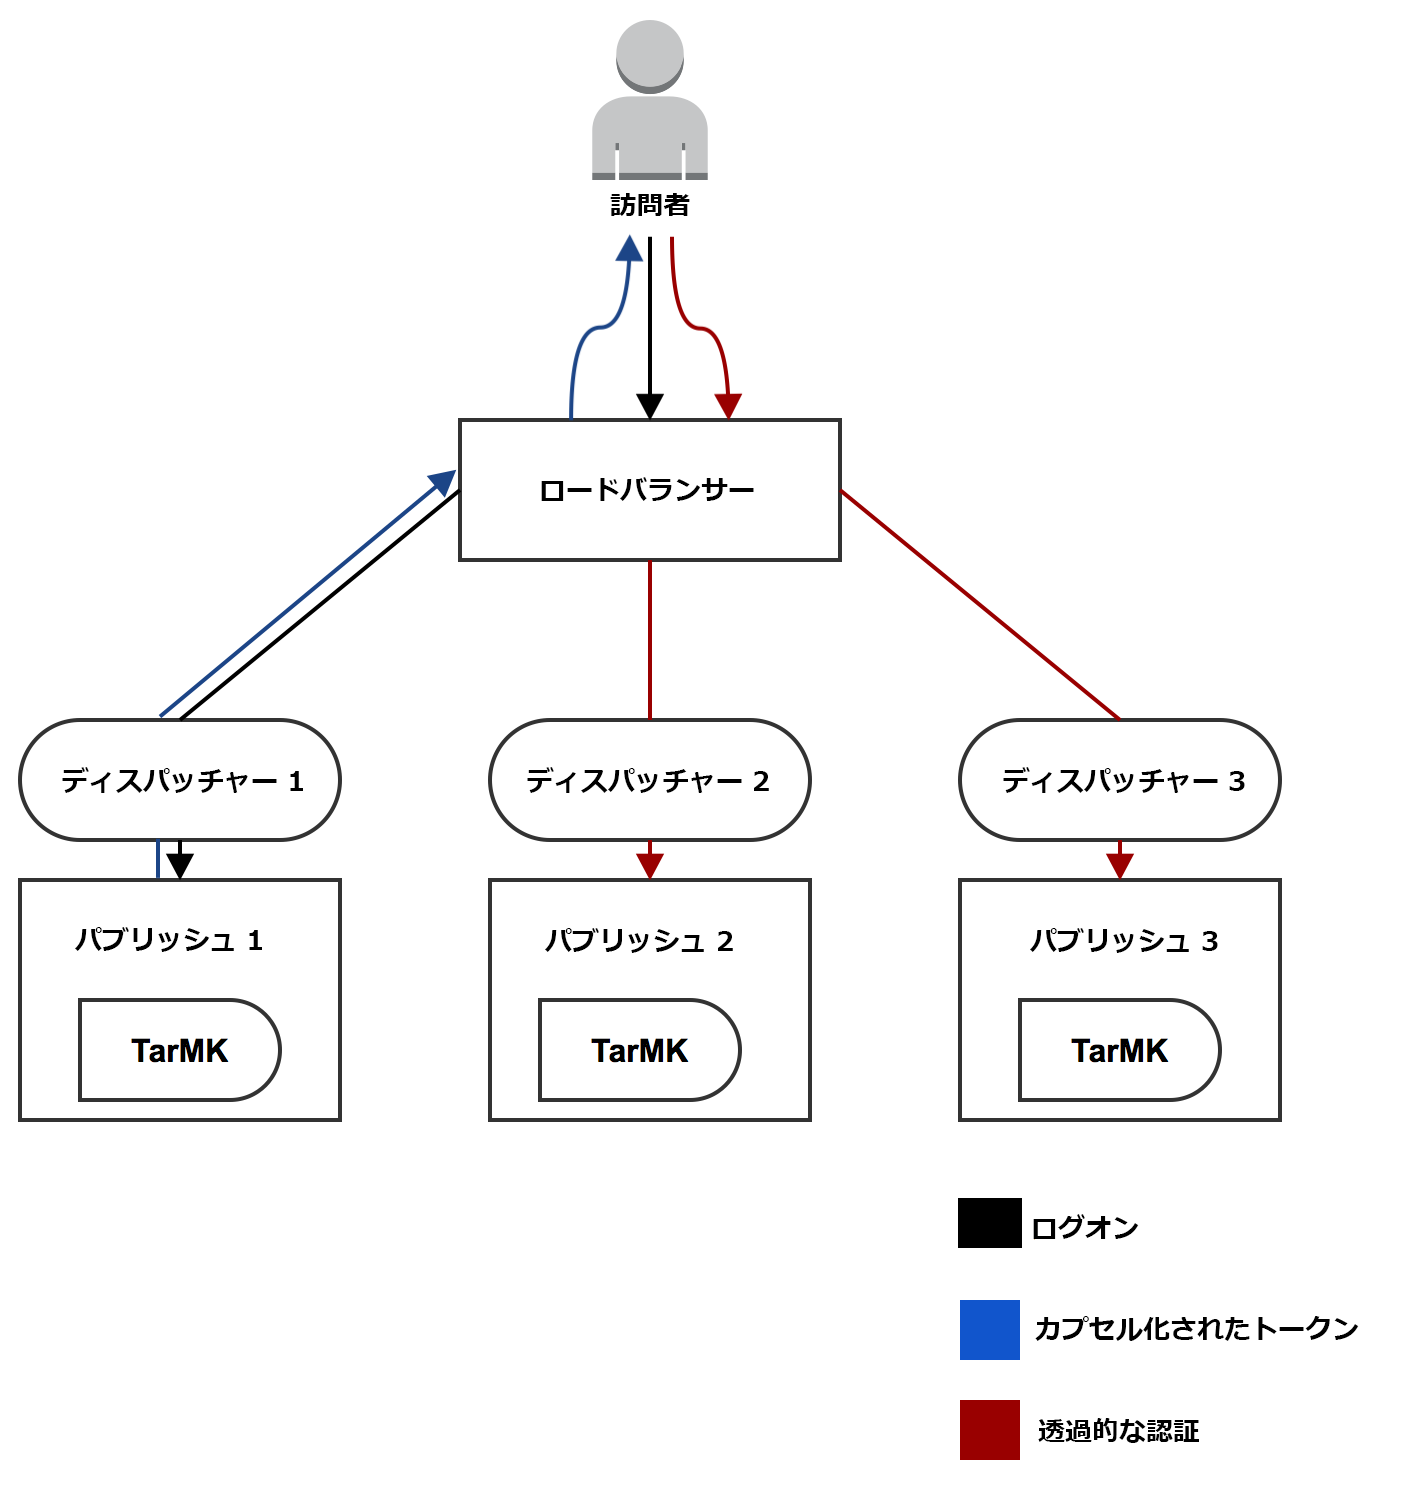 訪問者
ロードバランサー
ディスパッチャー 1
ディスパッチャー 2
ディスパッチャー 3
パブリッシュ 1
パブリッシュ 2
パブリッシュ 3
TarMK
TarMK
TarMK
ログオン
カプセル化されたトークン
透過的な認証